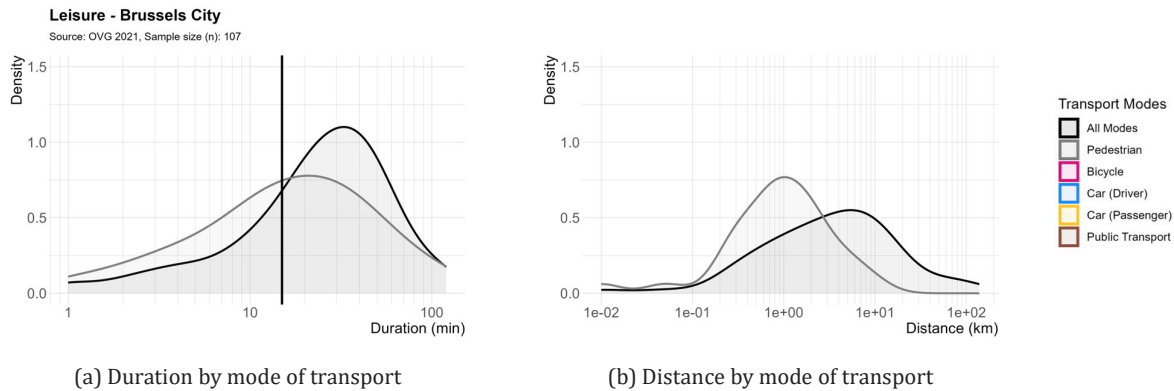 Leisure - Brussels City
Source: OVG 2021, Sample size (n): 107
Density
1.5
1.0
0.5
0.0
1
10
100
Duration (min)
(a) Duration by mode of transport
Density
1.5
1.0
0.5
0.0
1e-02
1e-01
1e+00
1e+01
1e+02
Distance (km)
(b) Distance by mode of transport
Transport Modes
All Modes
Pedestrian
Bicycle
Car (Driver)
Car (Passenger)
Public Transport